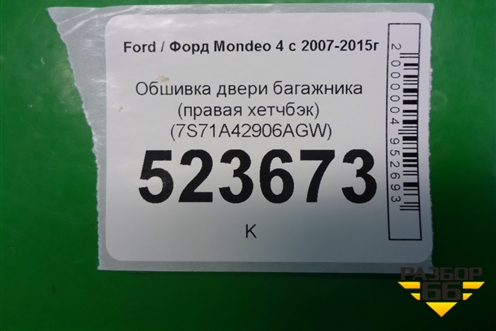 Ford / Форд Mondeo 4 с 2007-2015г
Обшивка двери багажника
(правая хетчбэк)
(7S71A42906AGW)
523673
К
2000004952693
РАЗБОР
66